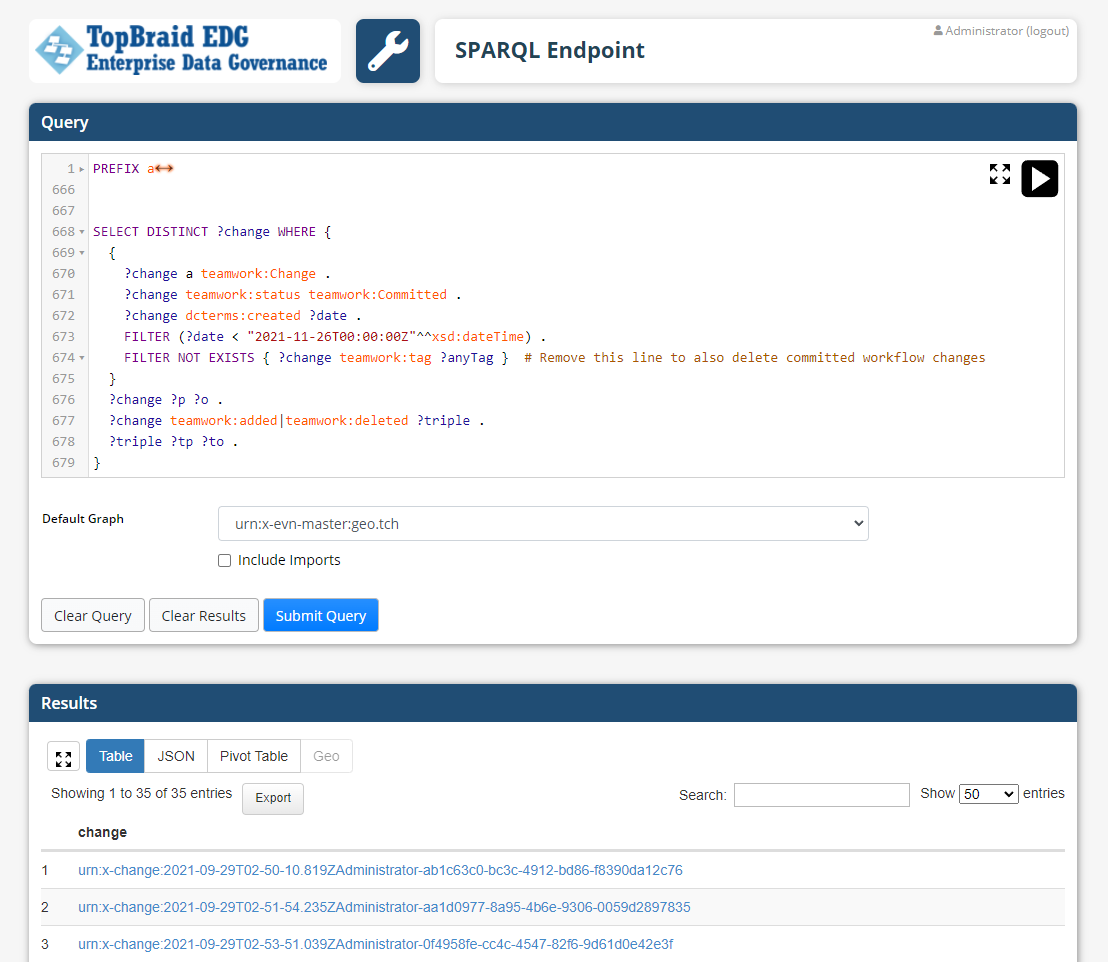 TopBraid EDG
Enterprise Data Governance
SPARQL Endpoint
Administrator (logout)
Query
1 PREFIX a
666
667
668 SELECT DISTINCT ?change WHERE {
669 {
670 ?change a teamwork:Change .
671 ?change teamwork:status teamwork:Committed .
672 ?change dcterms:created ?date .
673 FILTER (?date < "2021-11-26T00:00:00Z"^^xsd:dateTime) .
674 FILTER NOT EXISTS { ?change teamwork:tag ?anyTag } # Remove this line to also delete committed workflow changes
675 }
676 ?change ?p ?o .
677 ?change teamwork:added|teamwork:deleted ?triple .
678 ?triple ?tp ?to .
679 }
Default Graph
urn:x-evn-master:geo.tch
Include Imports
Clear Query Clear Results Submit Query
Results
Table JSON Pivot Table Geo
Showing 1 to 35 of 35 entries Export Search: Show 50 entries
change
1 urn:x-change:2021-09-29T02-50-10.819ZAdministrator-ab1c63c0-bc3c-4912-bd86-f8390da12c76
2 urn:x-change:2021-09-29T02-51-54.235ZAdministrator-aa1d0977-8a95-4b6e-9306-0059d2897835
3 urn:x-change:2021-09-29T02-53-51.039ZAdministrator-0f4958fe-cc4c-4547-82f6-9d61d0e42e3f